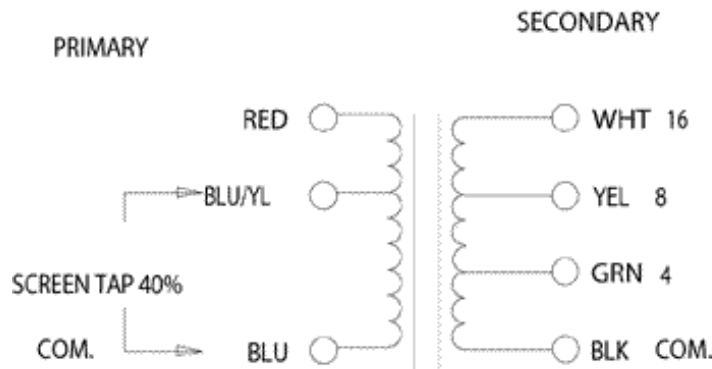 PRIMARY
SECONDARY
RED
WHT 16
BLU/YL
YEL 8
SCREEN TAP 40%
GRN 4
COM.
BLU
BLK COM.